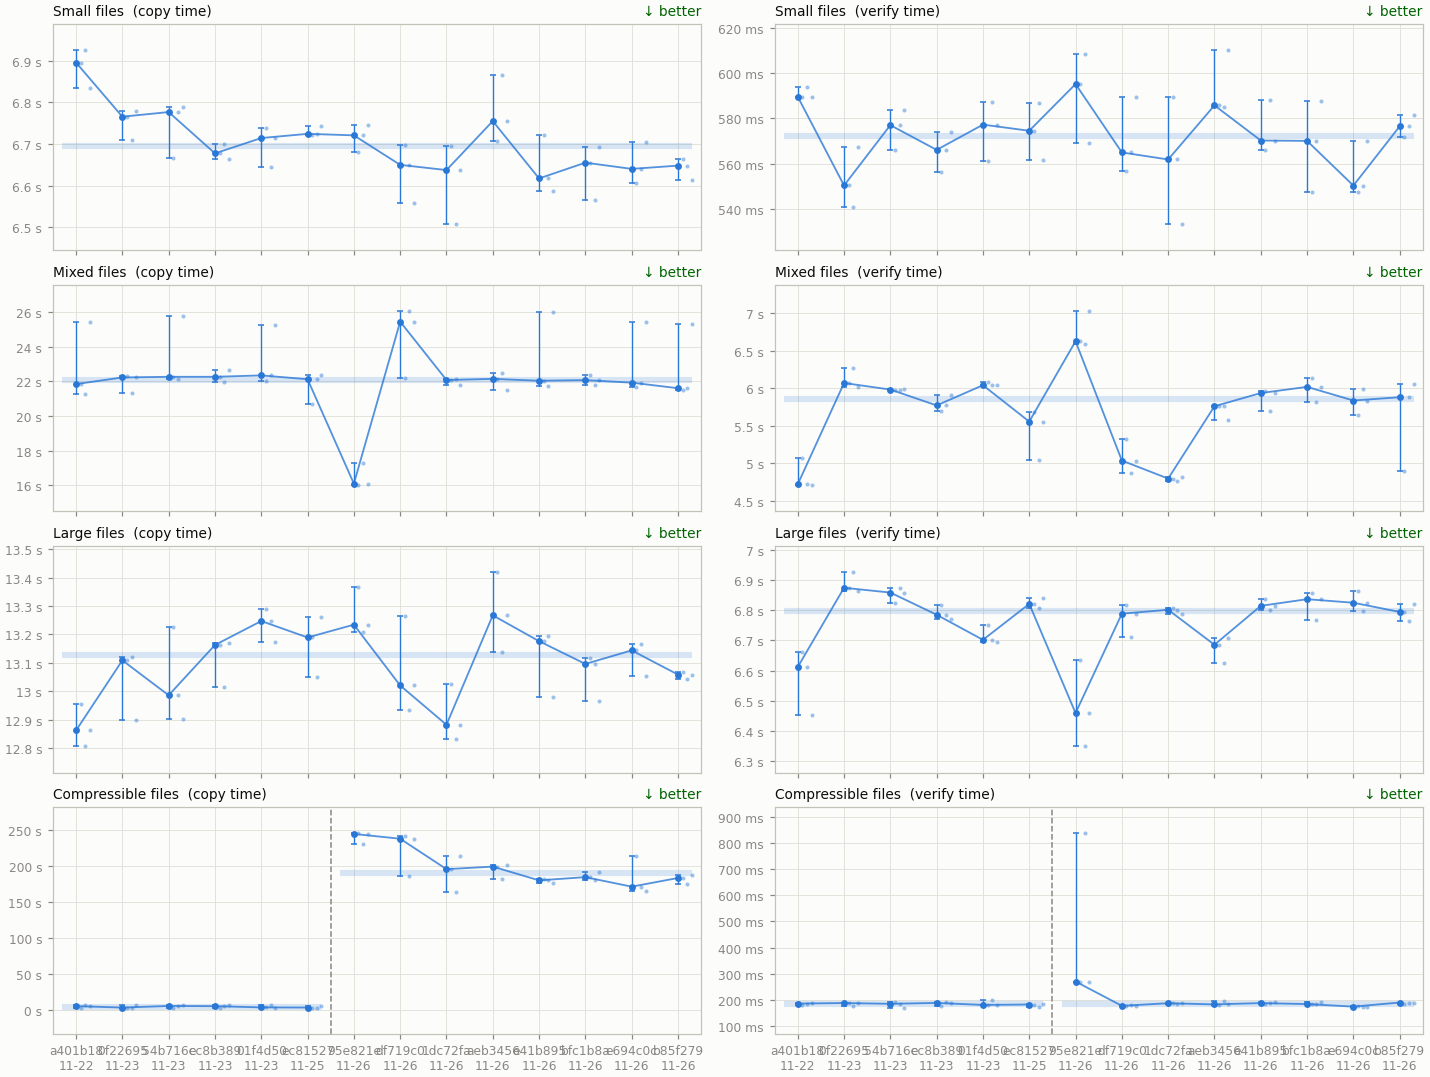 Small files  (copy time)
↓ better
6.9 s
6.8 s
6.7 s
6.6 s
6.5 s
Small files  (verify time)
↓ better
620 ms
600 ms
580 ms
560 ms
540 ms
Mixed files  (copy time)
↓ better
26 s
24 s
22 s
20 s
18 s
16 s
Mixed files  (verify time)
↓ better
7 s
6.5 s
6 s
5.5 s
5 s
4.5 s
Large files  (copy time)
↓ better
13.5 s
13.4 s
13.3 s
13.2 s
13.1 s
13 s
12.9 s
12.8 s
Large files  (verify time)
↓ better
7 s
6.9 s
6.8 s
6.7 s
6.6 s
6.5 s
6.4 s
6.3 s
Compressible files  (copy time)
↓ better
250 s
200 s
150 s
100 s
50 s
0 s
11-22 11-23 11-23 11-23 11-23 11-25 11-26 11-26 11-26 11-26 11-26 11-26 11-26 11-26
Compressible files  (verify time)
↓ better
900 ms
800 ms
700 ms
600 ms
500 ms
400 ms
300 ms
200 ms
100 ms
11-22 11-23 11-23 11-23 11-23 11-25 11-26 11-26 11-26 11-26 11-26 11-26 11-26 11-26